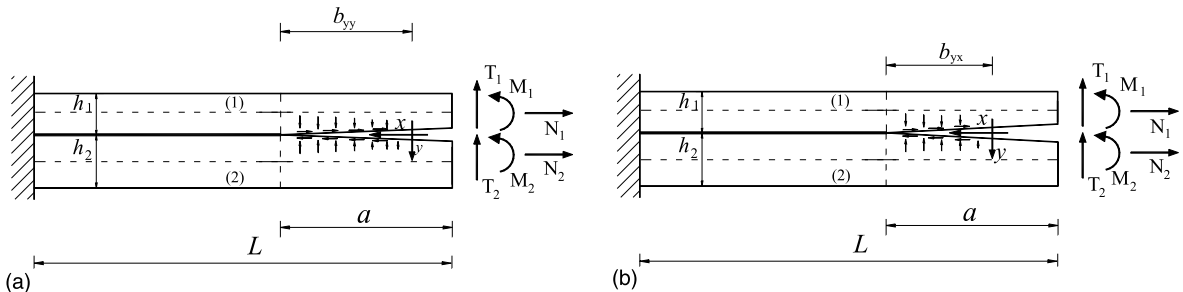 b_yy
T_1
M_1
h_1
(1)
x
N_1
h_2
y
(2)
T_2
M_2
N_2
a
L
(a)
b_yx
T_1
M_1
h_1
(1)
x
N_1
h_2
y
(2)
T_2
M_2
N_2
a
L
(b)